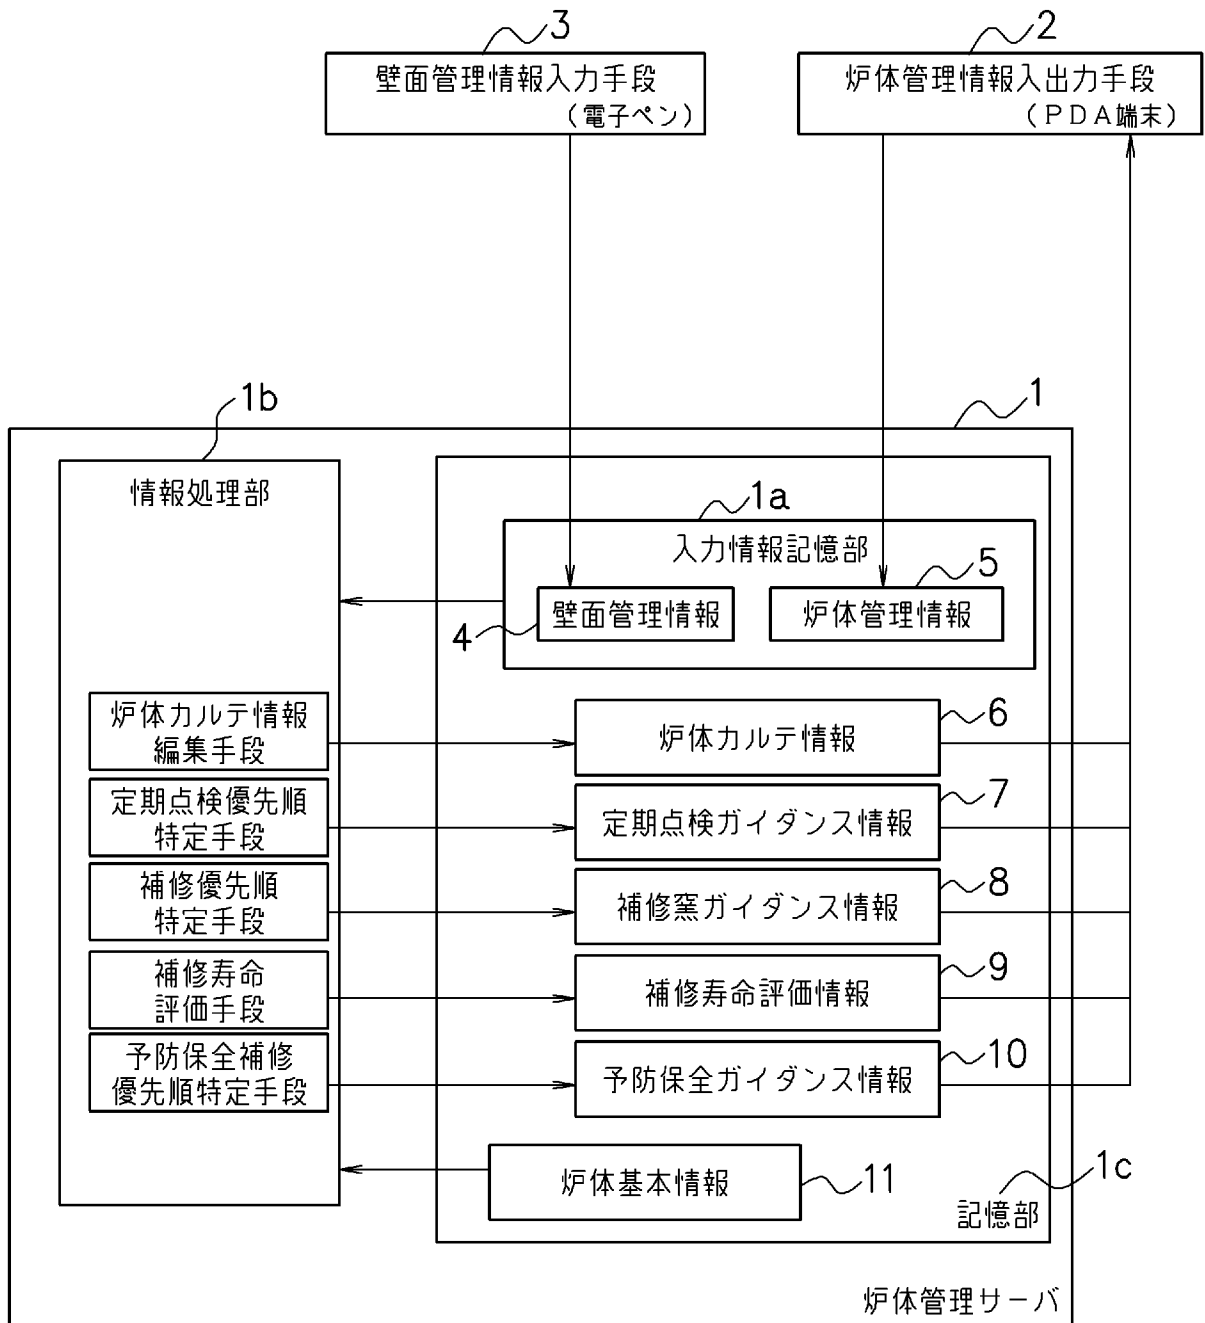 3
2
壁面管理情報入力手段
（電子ペン）
炉体管理情報入出力手段
（ＰＤＡ端末）
1b
1
情報処理部
1a
入力情報記憶部
5
壁面管理情報
炉体管理情報
4
炉体カルテ情報
編集手段
炉体カルテ情報
6
定期点検優先順
特定手段
定期点検ガイダンス情報
7
補修優先順
特定手段
補修窯ガイダンス情報
8
補修寿命
評価手段
補修寿命評価情報
9
予防保全補修
優先順特定手段
予防保全ガイダンス情報
10
炉体基本情報
11
1c
記憶部
炉体管理サーバ